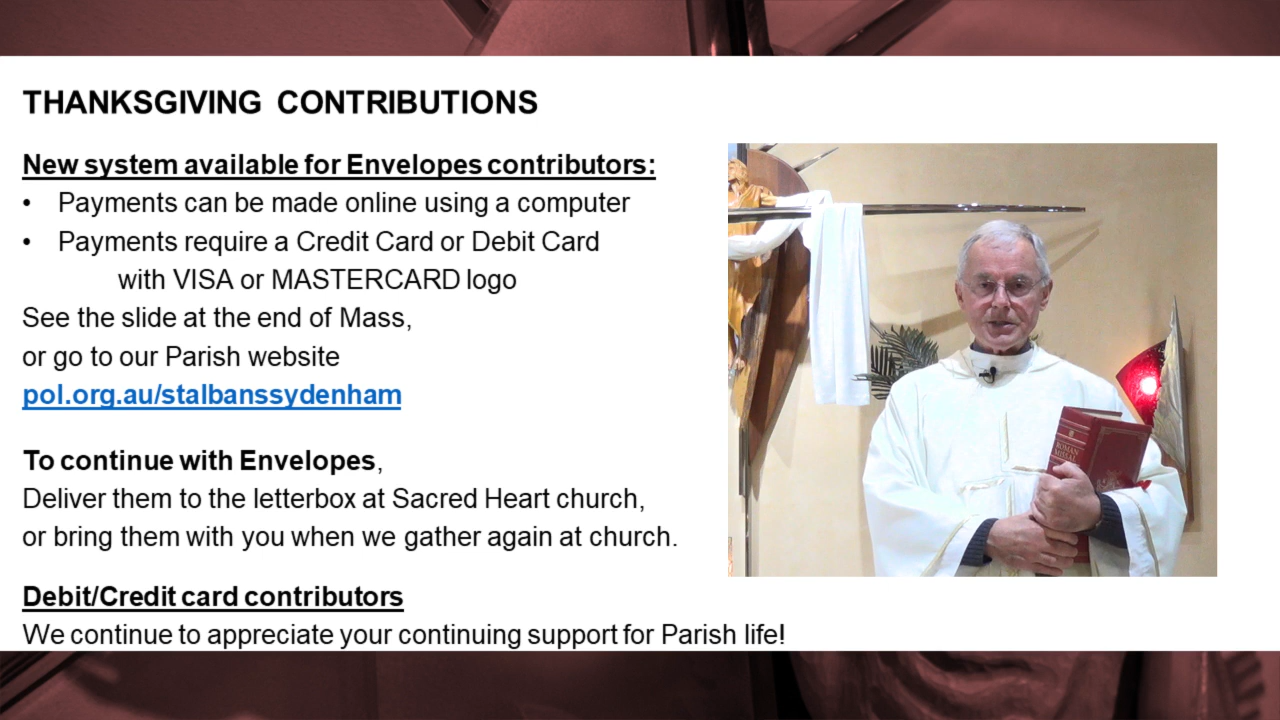 THANKSGIVING CONTRIBUTIONS
New system available for Envelopes contributors:
• Payments can be made online using a computer
• Payments require a Credit Card or Debit Card
with VISA or MASTERCARD logo
See the slide at the end of Mass,
or go to our Parish website
pol.org.au/stalbanssydenham
To continue with Envelopes,
Deliver them to the letterbox at Sacred Heart church,
or bring them with you when we gather again at church.
Debit/Credit card contributors
We continue to appreciate your continuing support for Parish life!
ROMAN
MISSAL